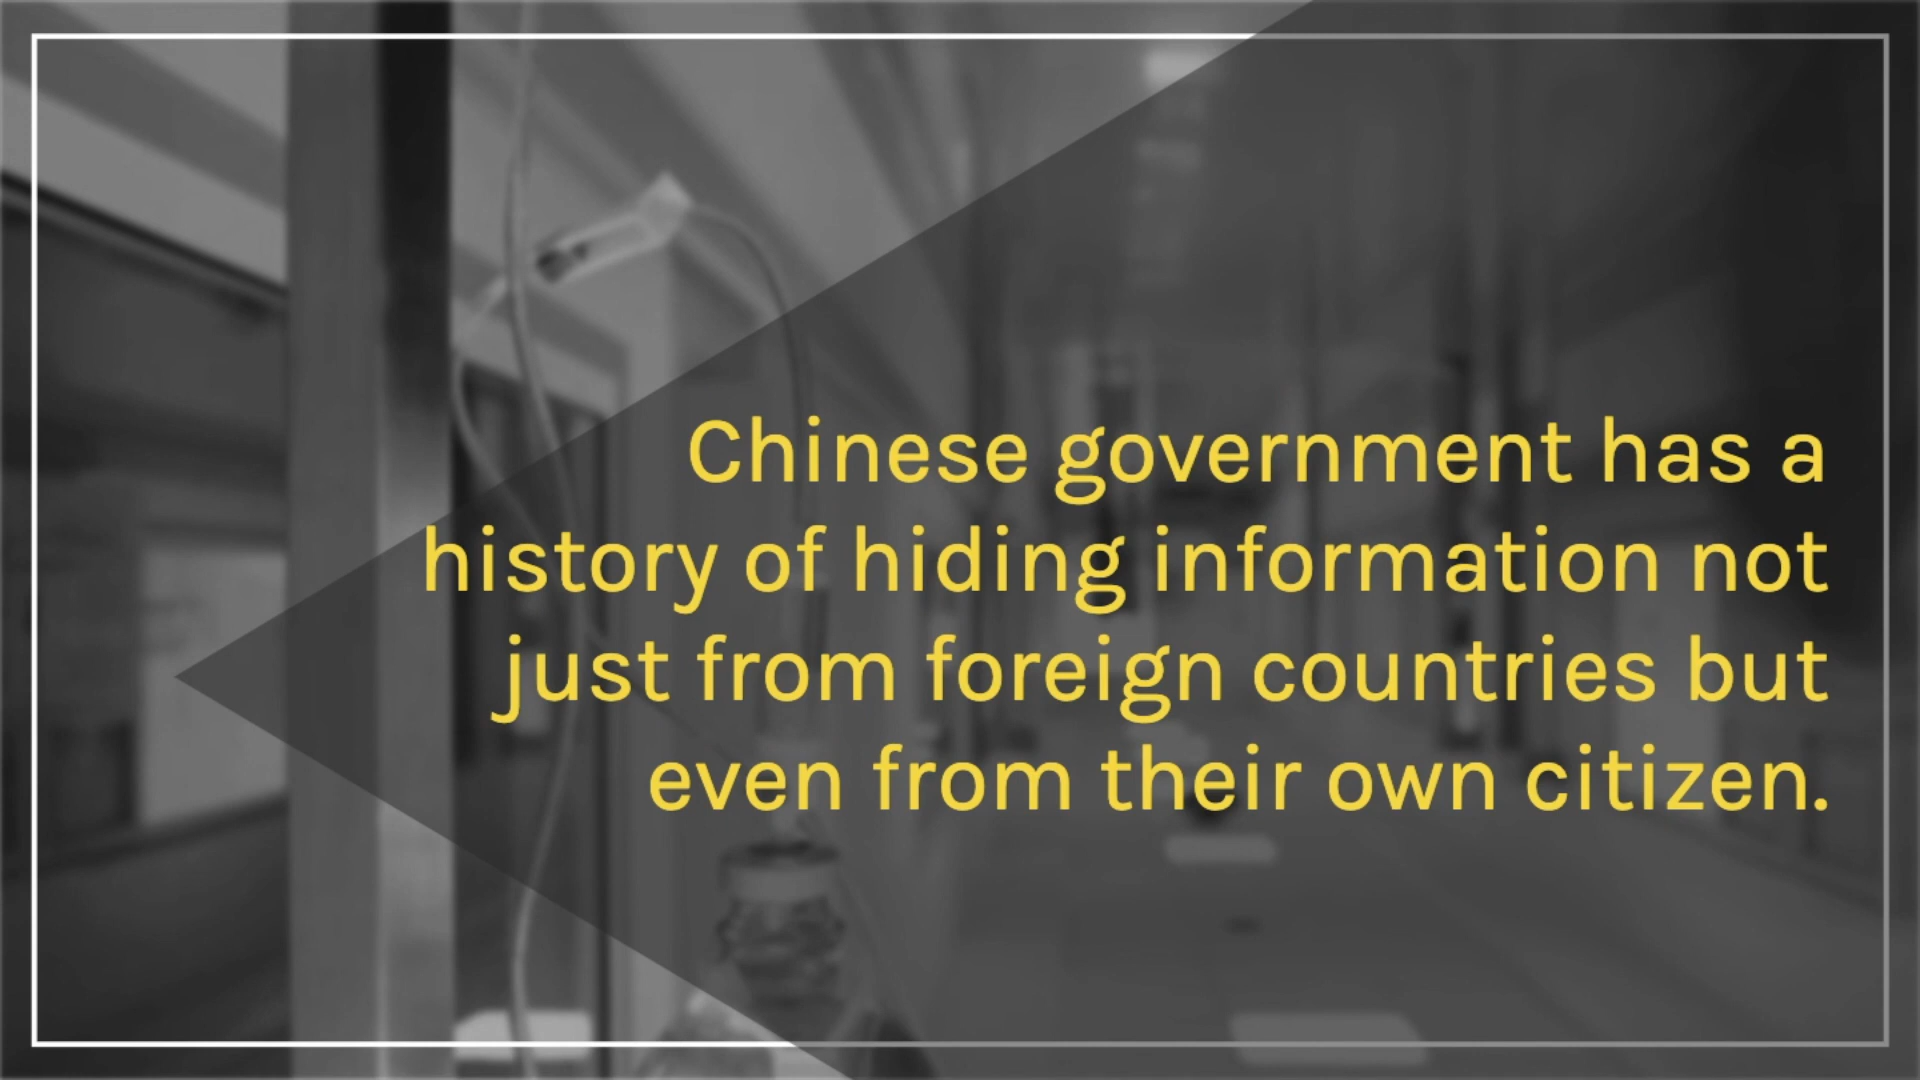 Chinese government has a
history of hiding information not
just from foreign countries but
even from their own citizen.